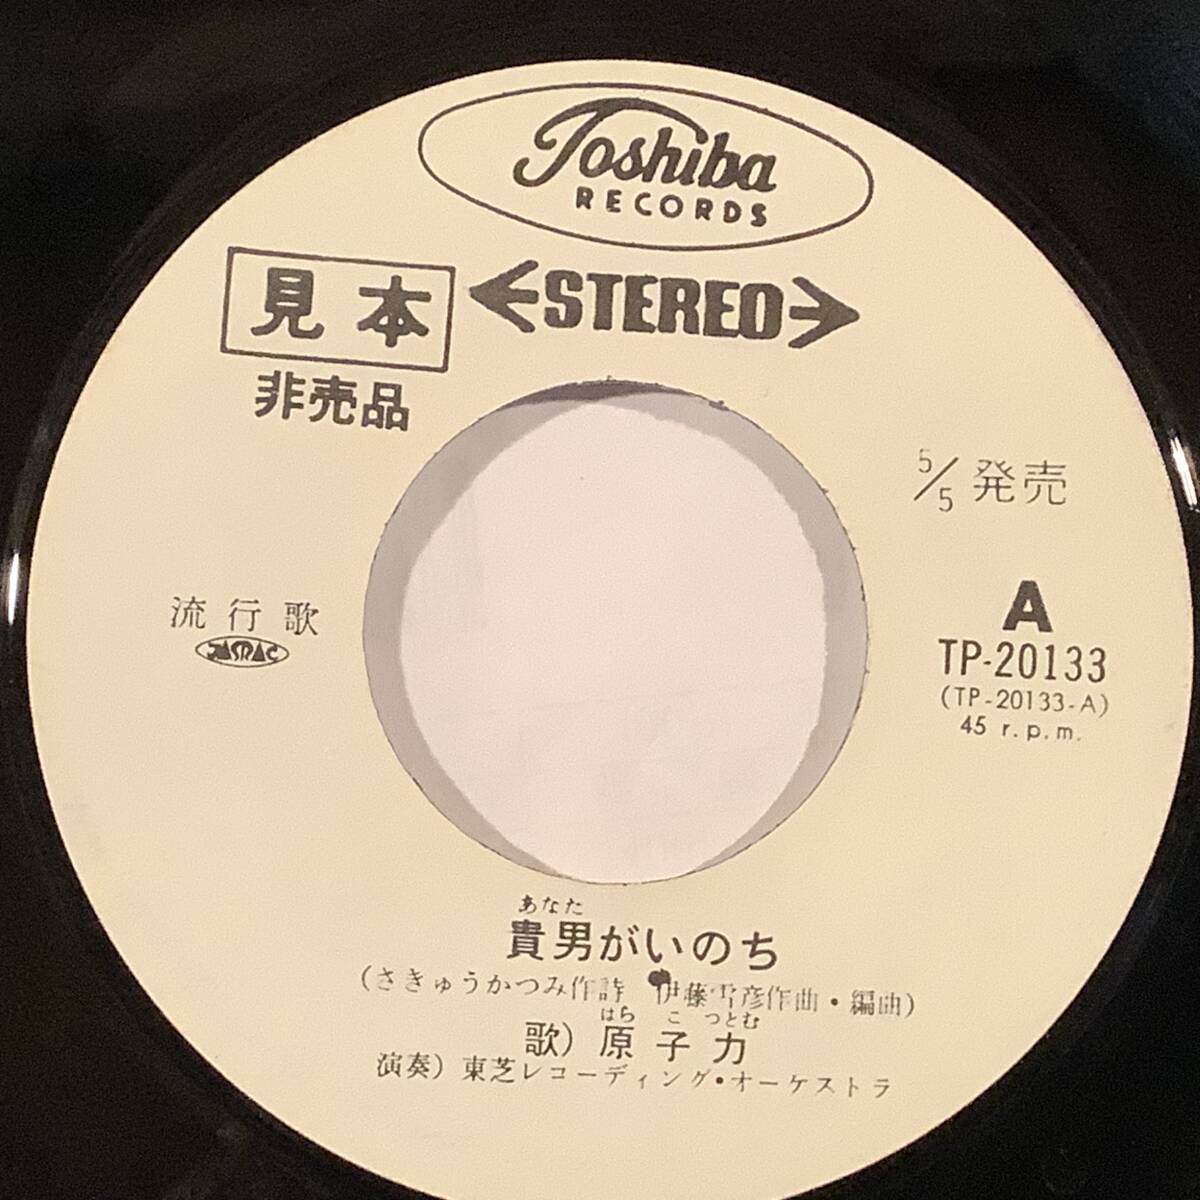 Toshiba
RECORDS
見本
STEREO
非売品
5/5 発売
流行歌
JASRAC
A
TP-20133
(TP-20133-A)
45 r.p.m.
あなた
貴男がいのち
(さきゅうかつみ作詩 伊藤雪彦作曲・編曲)
はら こ つとむ
歌) 原子力
演奏) 東芝レコーディング・オーケストラ